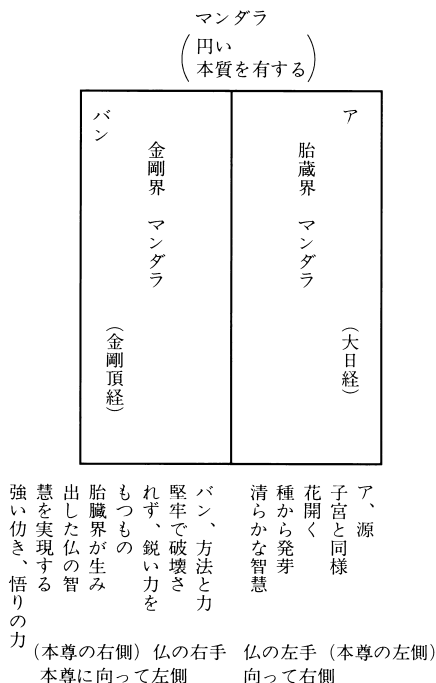 マンダラ
円い
本質を有する
ア
胎蔵界　マンダラ
（大日経）
バン
金剛界　マンダラ
（金剛頂経）
ア、源
子宮と同様
花開く
種から発芽
清らかな智慧
バン、方法と力
堅牢で破壊さ
れず、鋭い力を
もつもの
胎臓界が生み
出した仏の智
慧を実現する
強い仂き、悟りの力
（本尊の右側）仏の右手　仏の左手（本尊の左側）
本尊に向って左側　向って右側